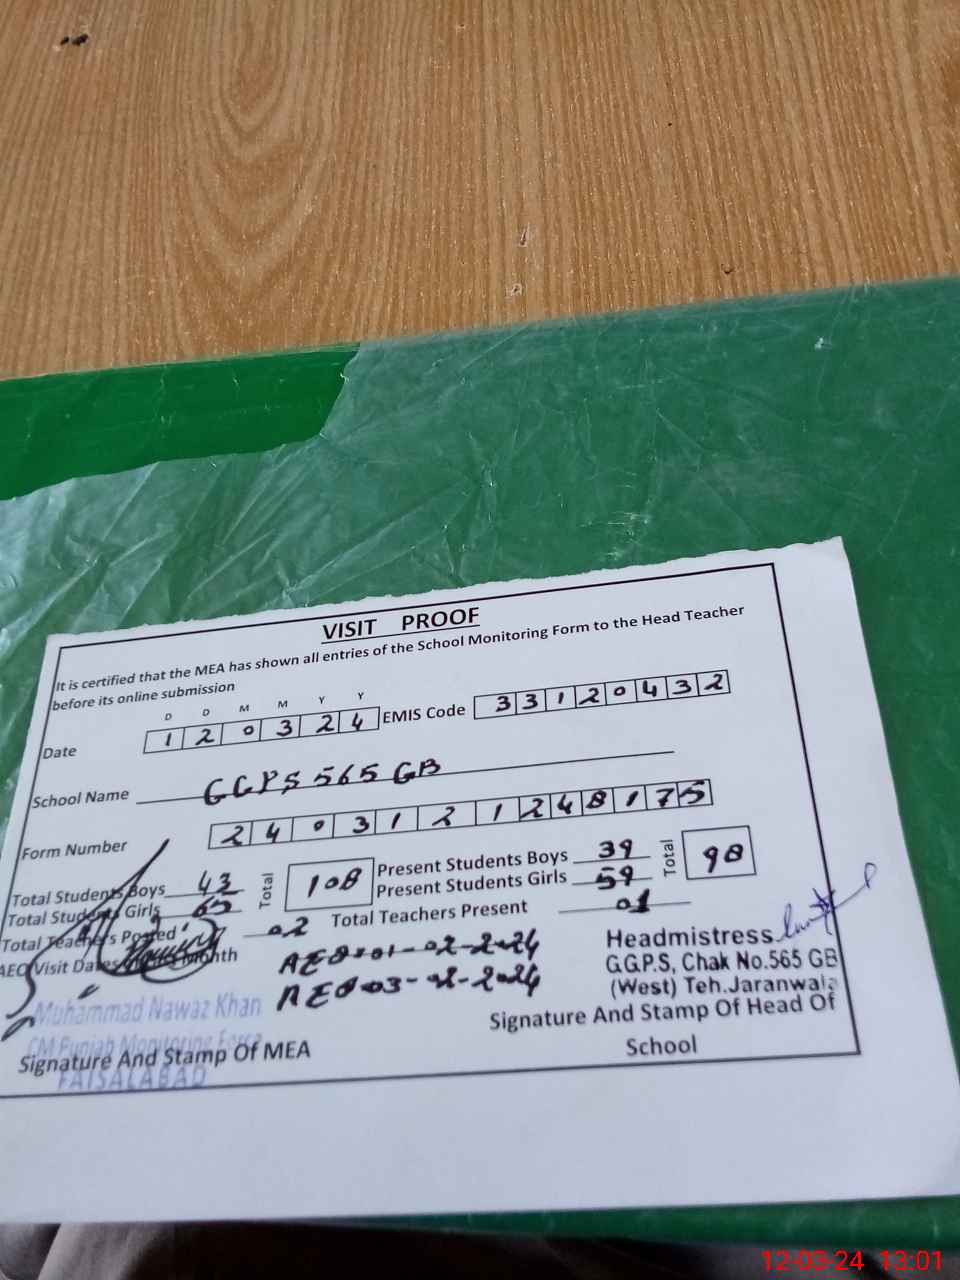 VISIT PROOF
It is certified that the MEA has shown all entries of the School Monitoring Form to the Head Teacher
before its online submission
D D M M Y Y
Date 1 2 0 3 2 4 EMIS Code 3 3 1 2 0 4 3 2
School Name GGPS 565 GB
Form Number 2 4 0 3 1 2 1 2 4 8 1 7 5
Total Students Boys 43 Total 108 Present Students Boys 39 Total 98
Total Students Girls 65 Present Students Girls 59
Total Teachers Posted 02 Total Teachers Present 01
AEO Visit Dates Month AEO 01-02-2024
AEO 03-02-2024
Headmistress
G.G.P.S, Chak No.565 GB
(West) Teh.Jaranwala
Muhammad Nawaz Khan
CM Punjab Monitoring Force
FAISALABAD
Signature And Stamp Of MEA
Signature And Stamp Of Head Of
School
12-03-24 13:01